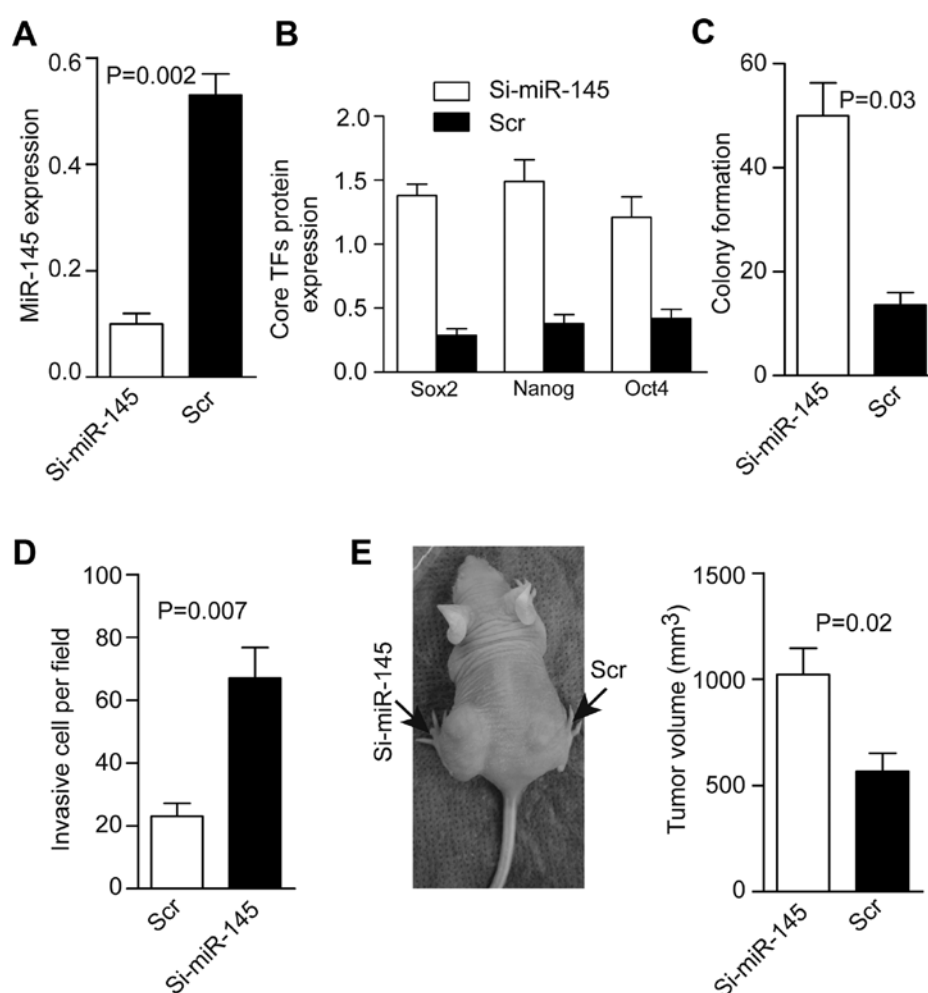 A
MiR-145 expression
0.6
0.4
0.2
0.0
P=0.002
Si-miR-145
Scr
B
Si-miR-145
Scr
Core TFs protein
expression
2.0
1.5
1.0
0.5
0.0
Sox2
Nanog
Oct4
C
Colony formation
60
40
20
0
P=0.03
Si-miR-145
Scr
D
Invasive cell per field
100
80
60
40
20
0
P=0.007
Scr
Si-miR-145
E
Si-miR-145
Scr
Tumor volume (mm3)
1500
1000
500
0
P=0.02
Si-miR-145
Scr